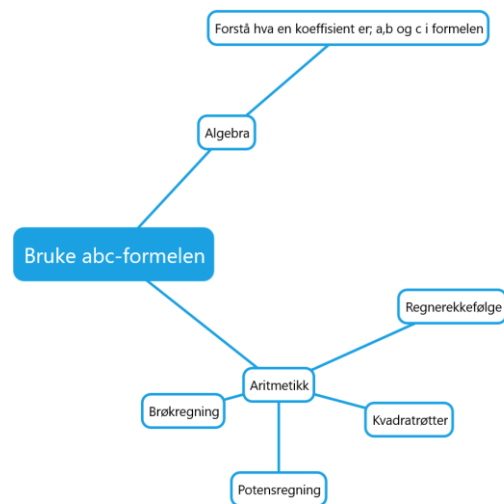 Forstå hva en koeffisient er; a,b og c i formelen
Algebra
Bruke abc-formelen
Regnerekkefølge
Aritmetikk
Brøkregning
Kvadratrøtter
Potensregning